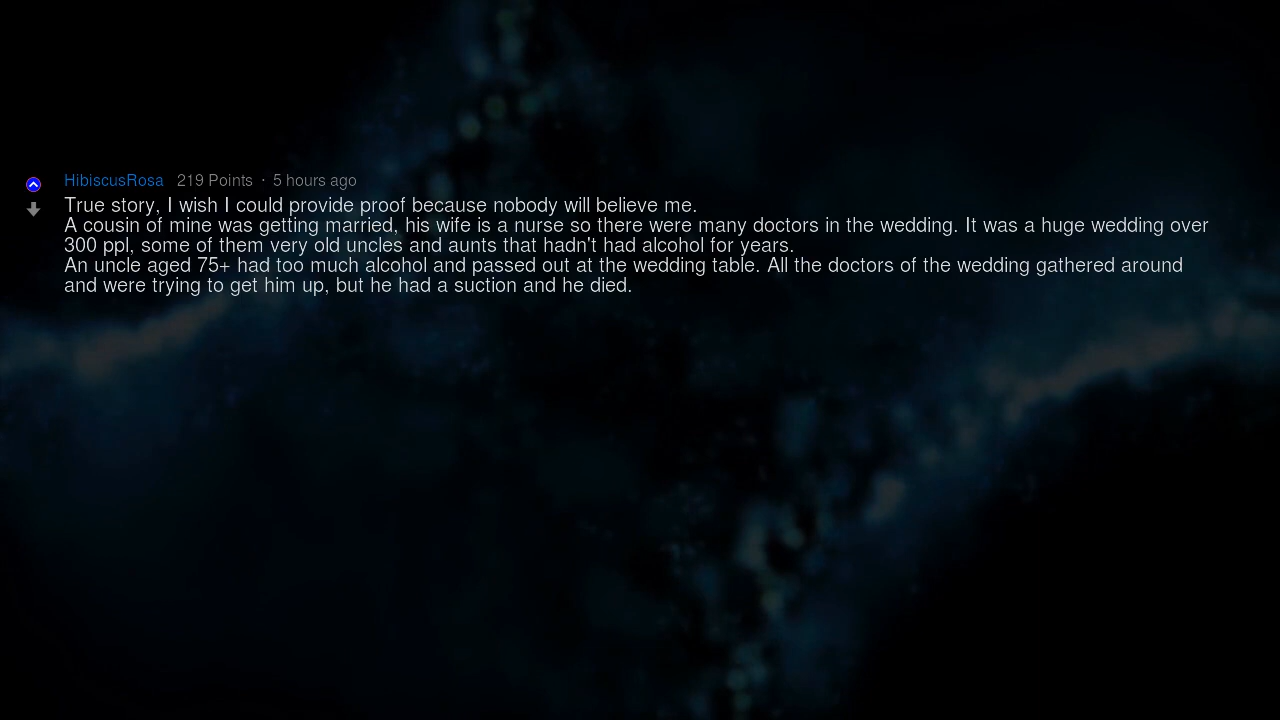 HibiscusRosa 219 Points · 5 hours ago
True story, I wish I could provide proof because nobody will believe me.
A cousin of mine was getting married, his wife is a nurse so there were many doctors in the wedding. It was a huge wedding over
300 ppl, some of them very old uncles and aunts that hadn't had alcohol for years.
An uncle aged 75+ had too much alcohol and passed out at the wedding table. All the doctors of the wedding gathered around
and were trying to get him up, but he had a suction and he died.